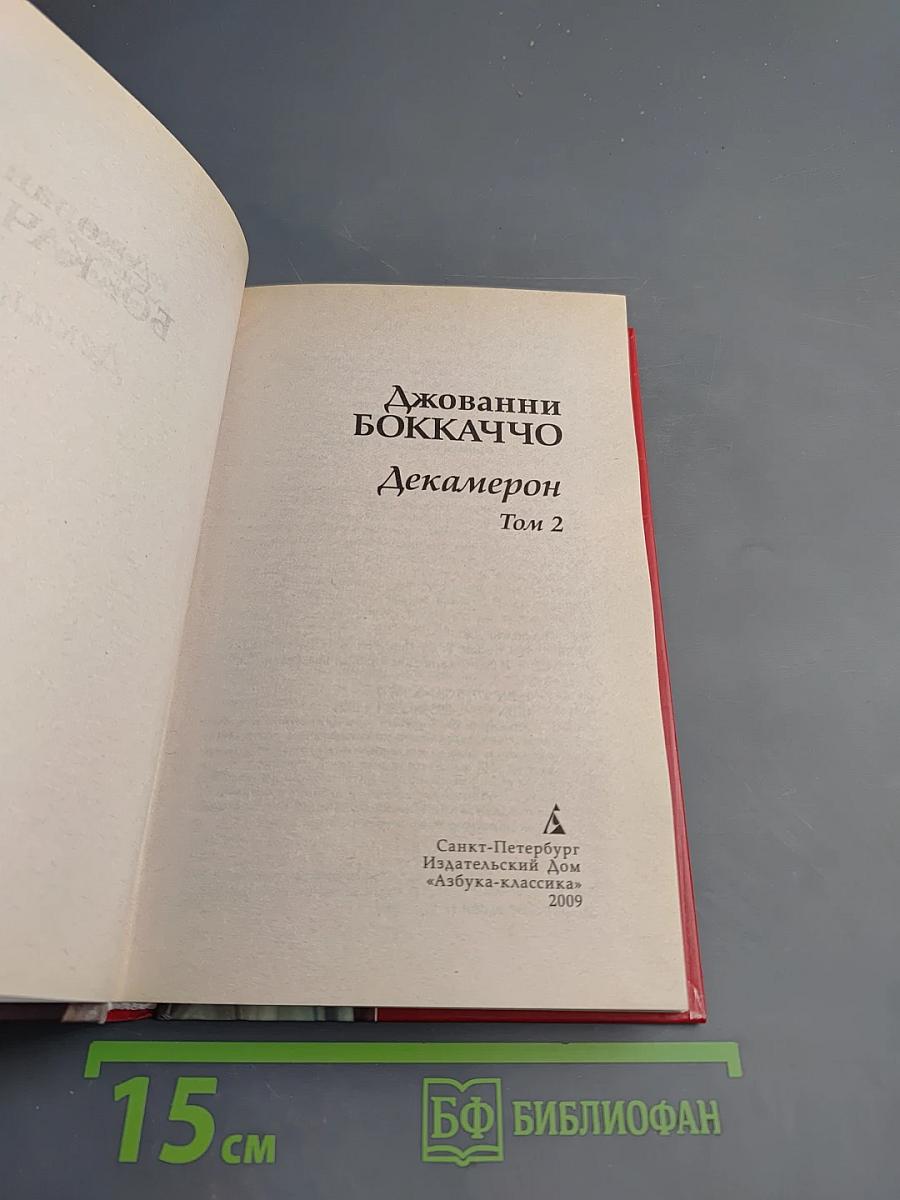 Джованни
БОККАЧЧО
Декамерон
Том 2
Санкт-Петербург
Издательский Дом
«Азбука-классика»
2009
15 см
БФ БИБЛИОФАН